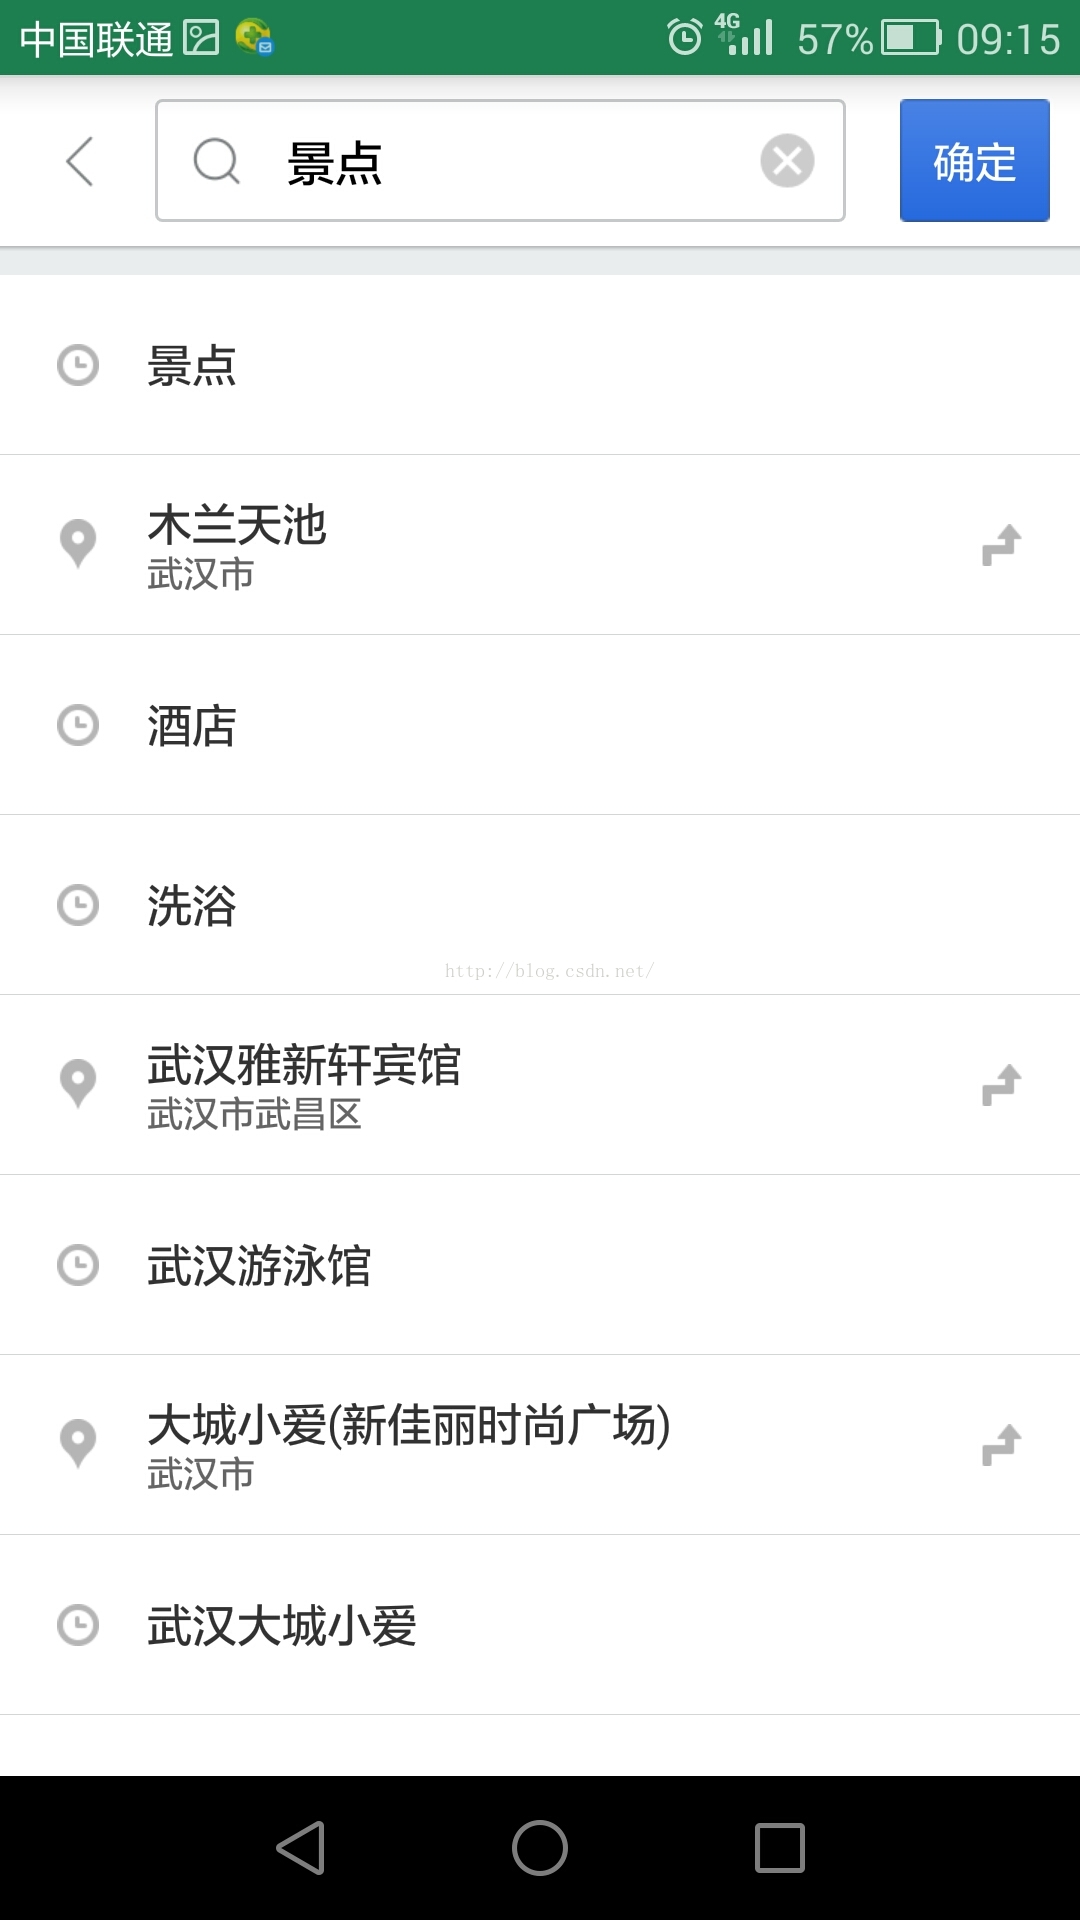 中国联通 4G 57% 09:15
景点 确定
景点
木兰天池
武汉市
酒店
洗浴
http://blog.csdn.net/
武汉雅新轩宾馆
武汉市武昌区
武汉游泳馆
大城小爱(新佳丽时尚广场)
武汉市
武汉大城小爱